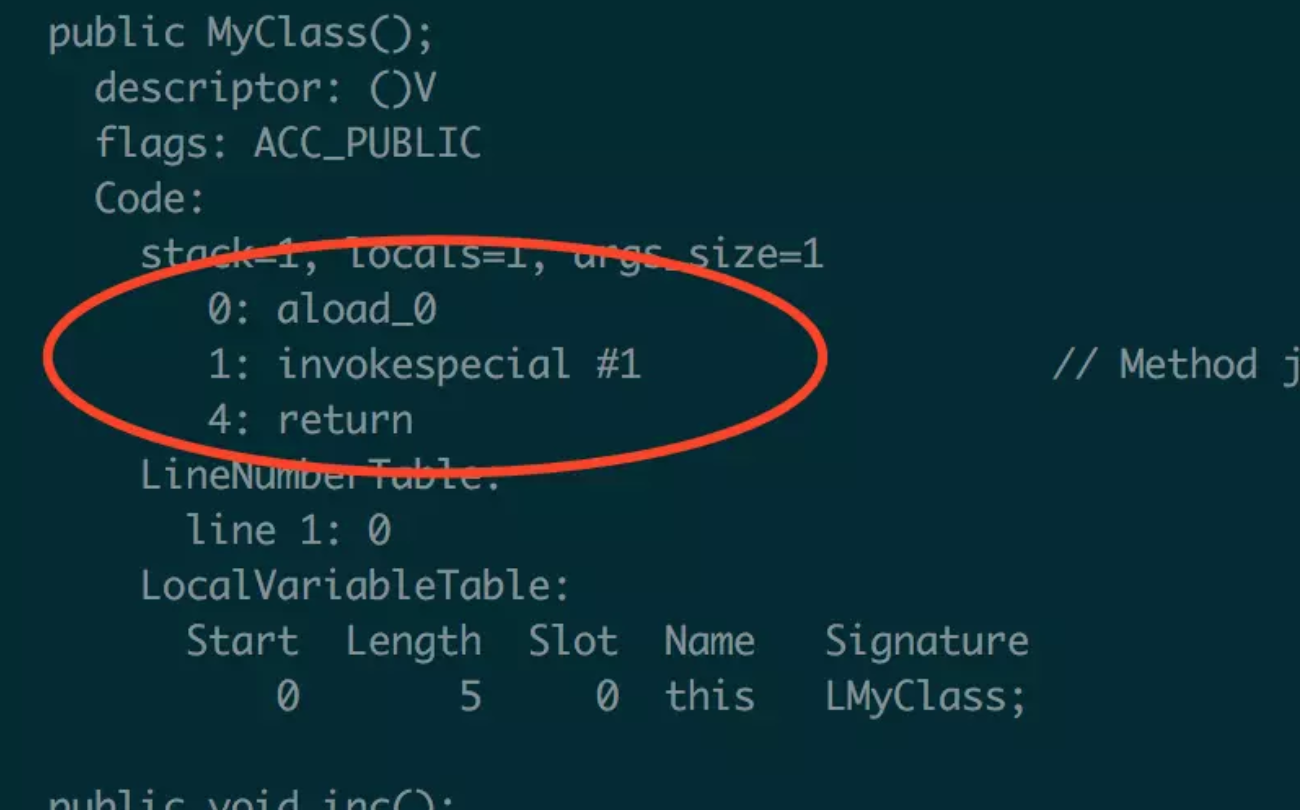 public MyClass();
descriptor: ()V
flags: ACC_PUBLIC
Code:
stack=1, locals=1, args_size=1
0: aload_0
1: invokespecial #1 // Method j
4: return
LineNumberTable:
line 1: 0
LocalVariableTable:
Start Length Slot Name Signature
0 5 0 this LMyClass;
public void inc();